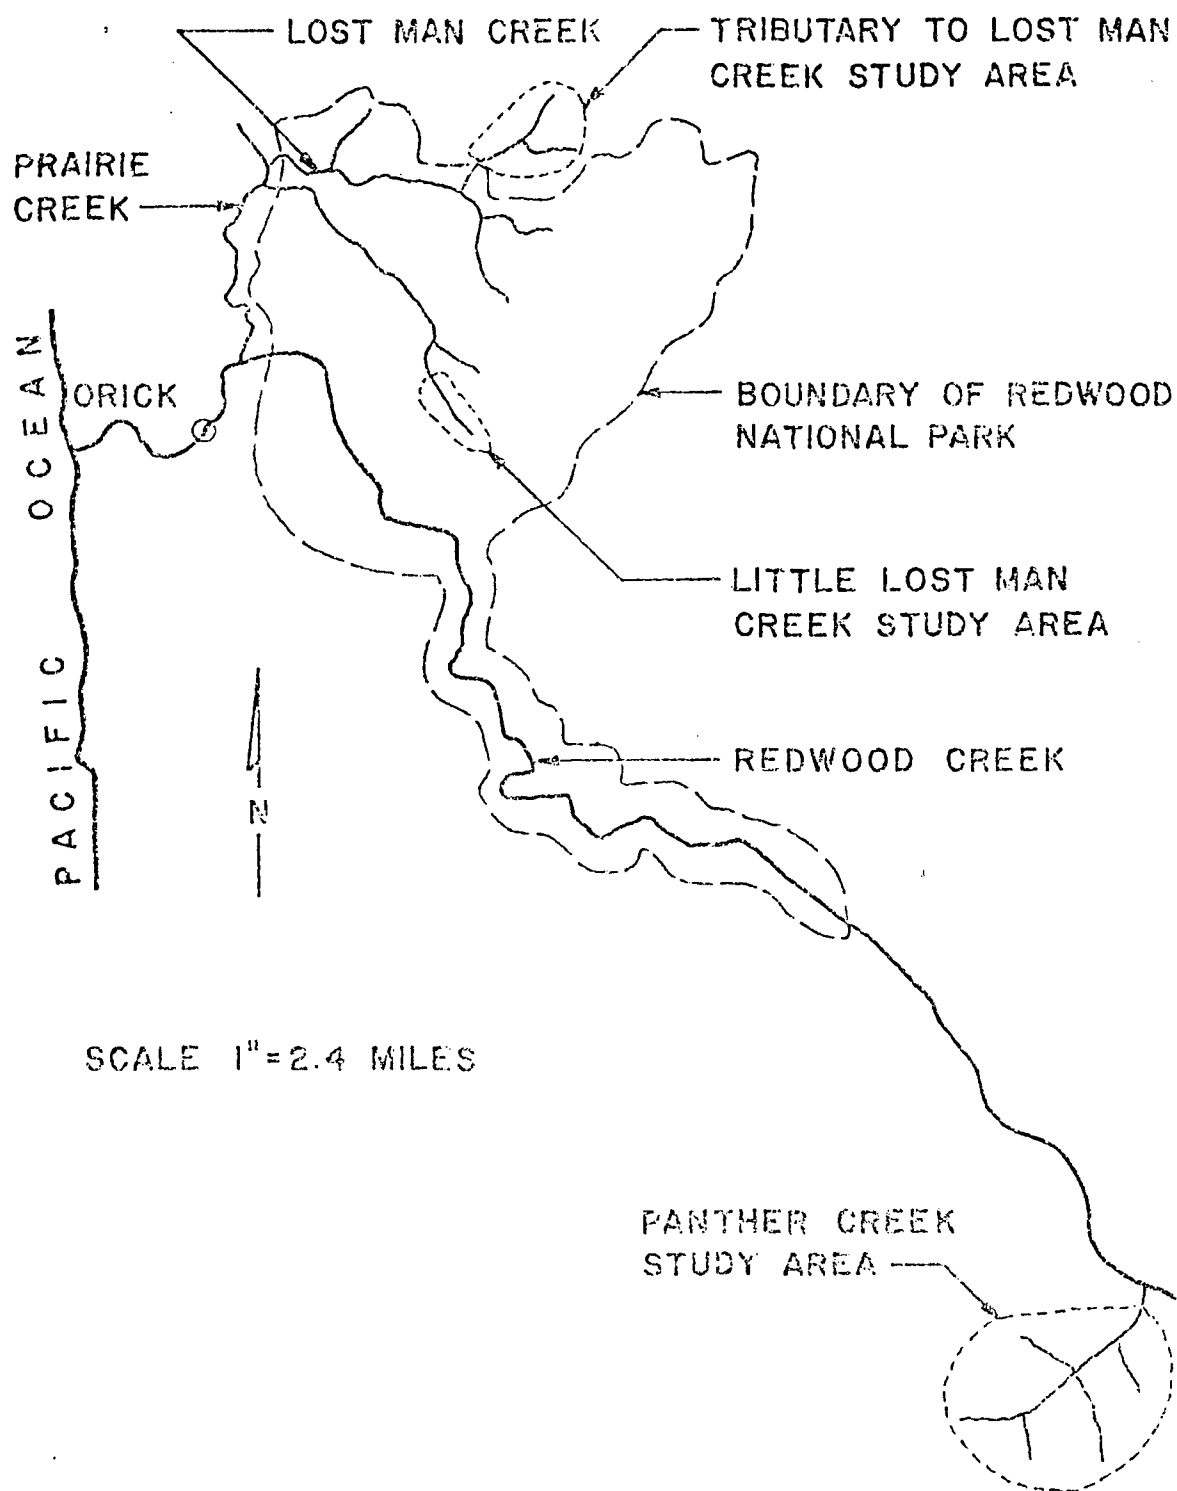 LOST MAN CREEK
TRIBUTARY TO LOST MAN
CREEK STUDY AREA
PRAIRIE
CREEK
PACIFIC OCEAN
ORICK
BOUNDARY OF REDWOOD
NATIONAL PARK
LITTLE LOST MAN
CREEK STUDY AREA
REDWOOD CREEK
N
SCALE 1"=2.4 MILES
PANTHER CREEK
STUDY AREA